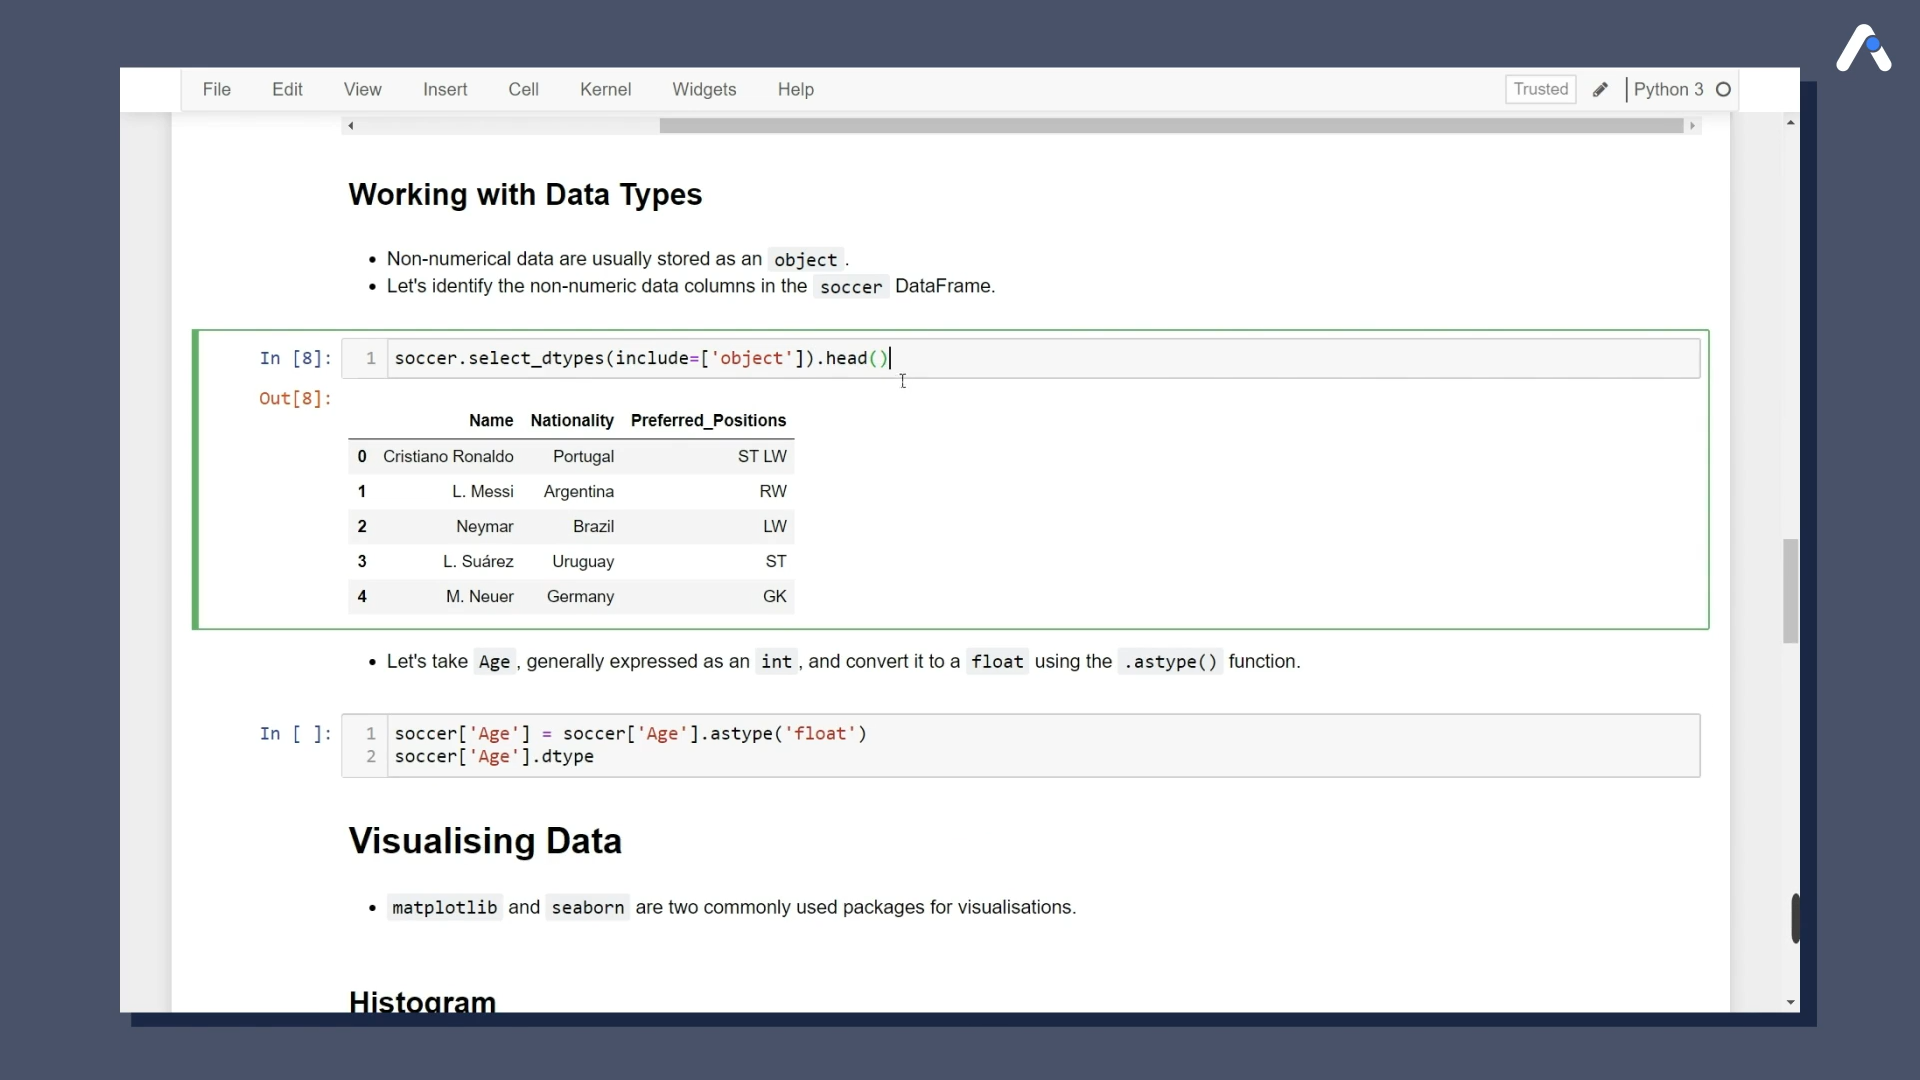 File Edit View Insert Cell Kernel Widgets Help Trusted Python 3
Working with Data Types
Non-numerical data are usually stored as an object.
Let's identify the non-numeric data columns in the soccer DataFrame.
In [8]: 1 soccer.select_dtypes(include=['object']).head()
Out[8]:
Name Nationality Preferred_Positions
0 Cristiano Ronaldo Portugal ST LW
1 L. Messi Argentina RW
2 Neymar Brazil LW
3 L. Suárez Uruguay ST
4 M. Neuer Germany GK
Let's take Age, generally expressed as an int, and convert it to a float using the .astype() function.
In [ ]: 1 soccer['Age'] = soccer['Age'].astype('float')
2 soccer['Age'].dtype
Visualising Data
matplotlib and seaborn are two commonly used packages for visualisations.
Histogram